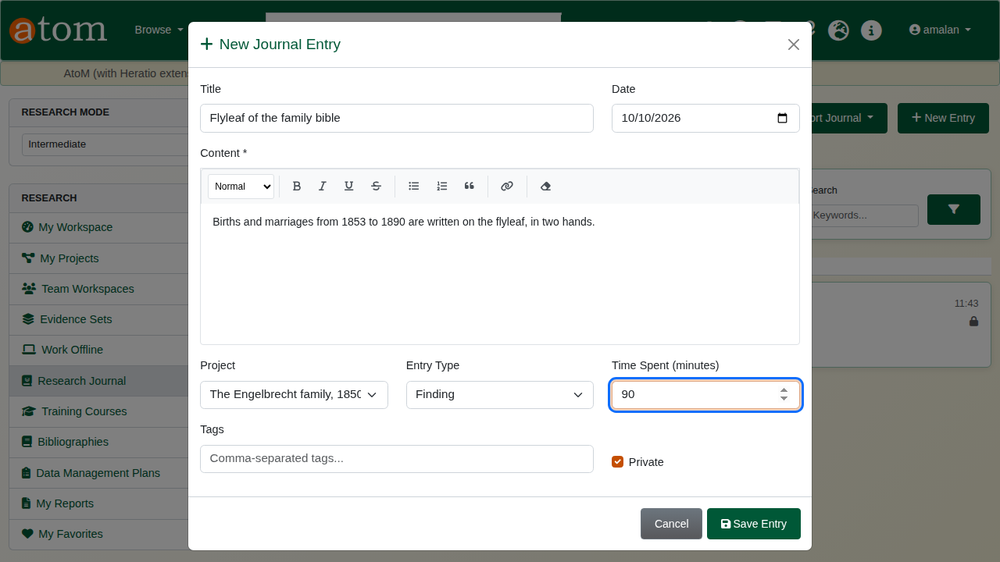 atom
Browse
amalan
AtoM (with Heratio
New Journal Entry
Title
Date
Flyleaf of the family bible
10/10/2026
Content *
Normal
Births and marriages from 1853 to 1890 are written on the flyleaf, in two hands.
Project
Entry Type
Time Spent (minutes)
The Engelbrecht family,
Finding
90
Tags
Comma-separated tags...
Private
Cancel
Save Entry
RESEARCH MODE
Intermediate
RESEARCH
My Workspace
My Projects
Team Workspaces
Evidence Sets
Work Offline
Research Journal
Training Courses
Bibliographies
Data Management Plans
My Reports
My Favorites
Journal
New Entry
Search
Keywords...
11:43